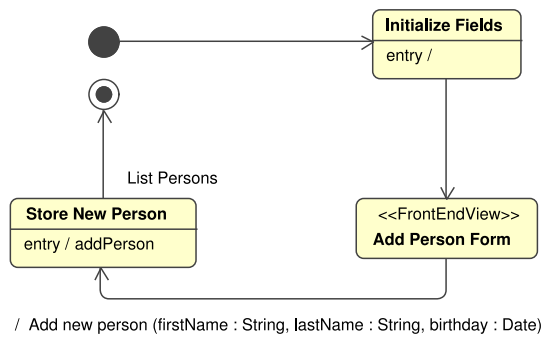 Initialize Fields
entry /
List Persons
Store New Person
entry / addPerson
<<FrontEndView>>
Add Person Form
/ Add new person (firstName : String, lastName : String, birthday : Date)